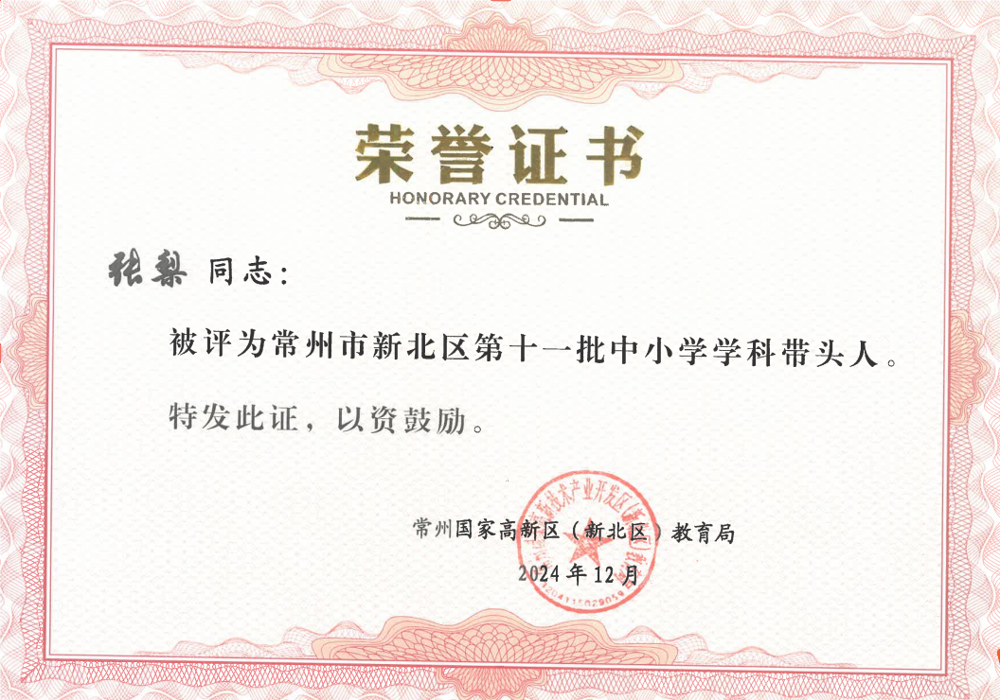 荣誉证书
HONORARY CREDENTIAL
张梨 同志：
被评为常州市新北区第十一批中小学学科带头人。
特发此证，以资鼓励。
常州国家高新区（新北区）教育局
2024年12月